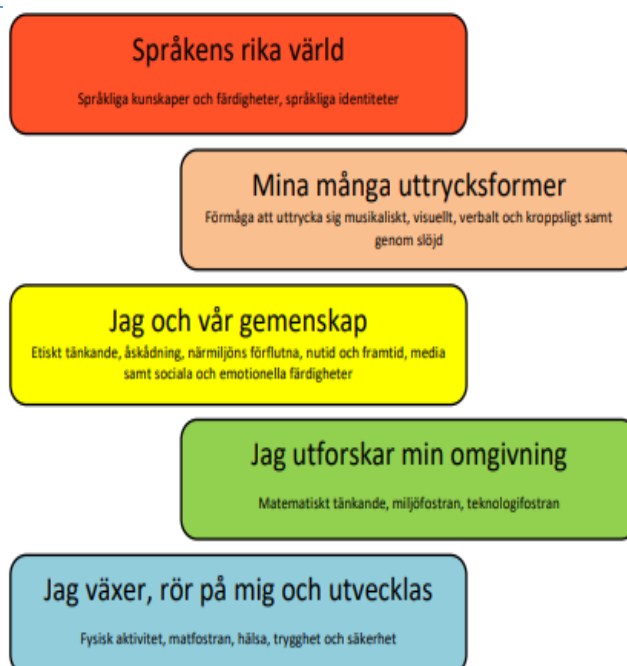 Språkens rika värld
Språkliga kunskaper och färdigheter, språkliga identiteter
Mina många uttrycksformer
Förmåga att uttrycka sig musikaliskt, visuellt, verbalt och kroppsligt samt
genom slöjd
Jag och vår gemenskap
Etiskt tänkande, åskådning, närmiljöns förflutna, nutid och framtid, media
samt sociala och emotionella färdigheter
Jag utforskar min omgivning
Matematiskt tänkande, miljöfostran, teknologifostran
Jag växer, rör på mig och utvecklas
Fysisk aktivitet, matfostran, hälsa, trygghet och säkerhet